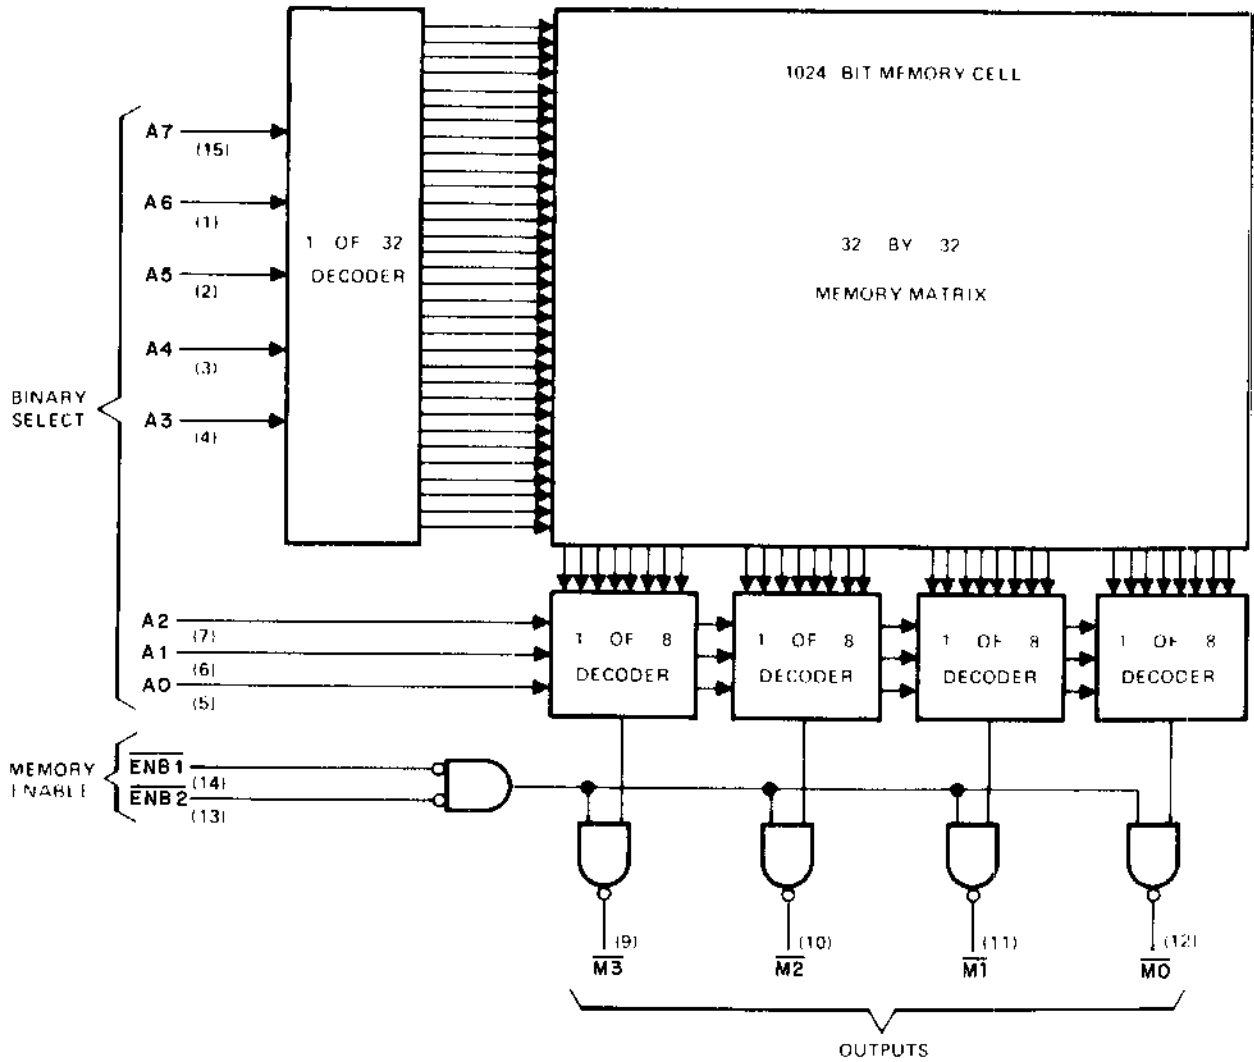 1024 BIT MEMORY CELL
A7
(15)
A6
(1)
1 OF 32
DECODER
32 BY 32
MEMORY MATRIX
A5
(2)
A4
(3)
BINARY
SELECT
A3
(4)
A2
(7)
A1
(6)
A0
(5)
1 OF 8
DECODER
1 OF 8
DECODER
1 OF 8
DECODER
1 OF 8
DECODER
MEMORY
ENABLE
ENB1
(14)
ENB2
(13)
(9)
M3
(10)
M2
(11)
M1
(12)
M0
OUTPUTS